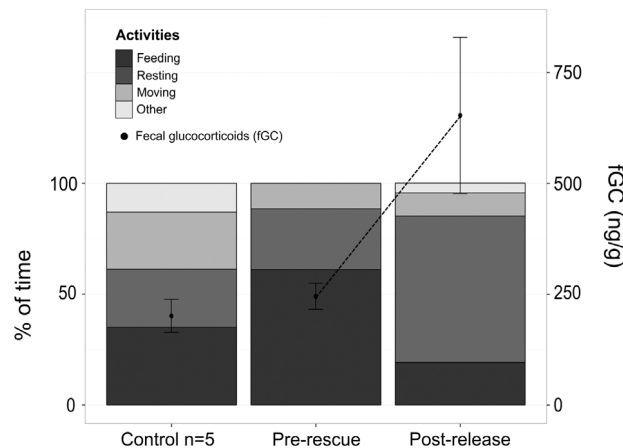 Activities
Feeding
Resting
Moving
Other
Fecal glucocorticoids (fGC)
750
100
500
50
250
0
0
% of time
fGC (ng/g)
Control n=5
Pre-rescue
Post-release